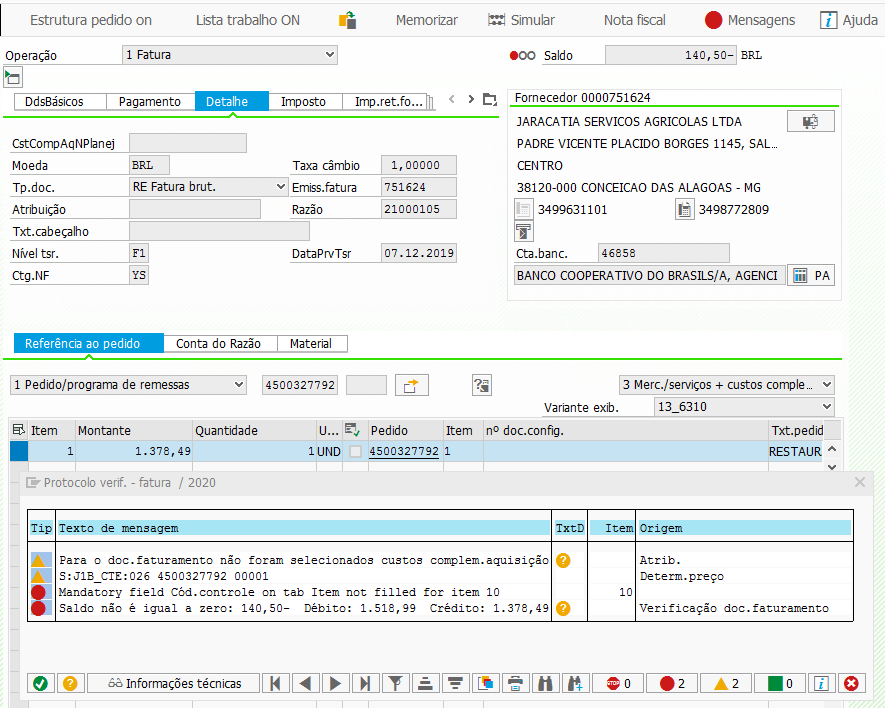 Estrutura pedido on Lista trabalho ON Memorizar Simular Nota fiscal Mensagens Ajuda
Operação 1 Fatura Saldo 140,50- BRL
DdsBásicos Pagamento Detalhe Imposto Imp.ret.fo...
CstCompAqNPlanej
Moeda BRL Taxa câmbio 1,00000
Tp.doc. RE Fatura brut. Emiss.fatura 751624
Atribuição Razão 21000105
Txt.cabeçalho
Nível tsr. F1 DataPrvTsr 07.12.2019
Ctg.NF YS
Fornecedor 0000751624
JARACATIA SERVICOS AGRICOLAS LTDA
PADRE VICENTE PLACIDO BORGES 1145, SAL...
CENTRO
38120-000 CONCEICAO DAS ALAGOAS - MG
3499631101 3498772809
Cta.banc. 46858
BANCO COOPERATIVO DO BRASILS/A, AGENCI PA
Referência ao pedido Conta do Razão Material
1 Pedido/programa de remessas 4500327792 3 Merc./serviços + custos comple...
Variante exib. 13_6310
Item Montante Quantidade U... Pedido Item nº doc.config. Txt.pedid
1 1.378,49 1 UND 4500327792 1 RESTAUR
Protocolo verif. - fatura / 2020
Tip Texto de mensagem TxtD Item Origem
Para o doc.faturamento não foram selecionados custos complem.aquisição Atrib.
S:J1B_CTE:026 4500327792 00001 Determ.preço
Mandatory field Cód.controle on tab Item not filled for item 10 10
Saldo não é igual a zero: 140,50- Débito: 1.518,99 Crédito: 1.378,49 Verificação doc.faturamento
Informações técnicas STOP 0 2 2 0